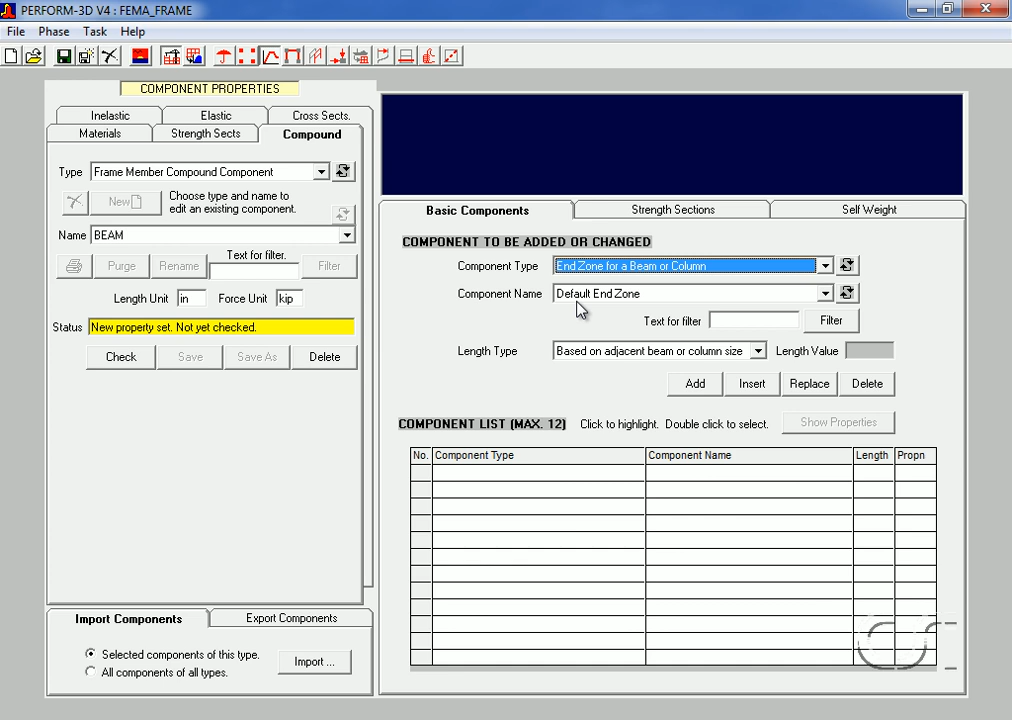 PERFORM-3D V4 : FEMA_FRAME
File Phase Task Help
COMPONENT PROPERTIES
Inelastic Elastic Cross Sects.
Materials Strength Sects Compound
Type Frame Member Compound Component
New Choose type and name to
edit an existing component.
Name BEAM
Text for filter.
Purge Rename Filter
Length Unit in Force Unit kip
Status New property set. Not yet checked.
Check Save Save As Delete
Import Components Export Components
Selected components of this type.
All components of all types.
Import ...
Basic Components Strength Sections Self Weight
COMPONENT TO BE ADDED OR CHANGED
Component Type End Zone for a Beam or Column
Component Name Default End Zone
Text for filter Filter
Length Type Based on adjacent beam or column size Length Value
Add Insert Replace Delete
COMPONENT LIST (MAX. 12) Click to highlight. Double click to select. Show Properties
No. Component Type Component Name Length Propn